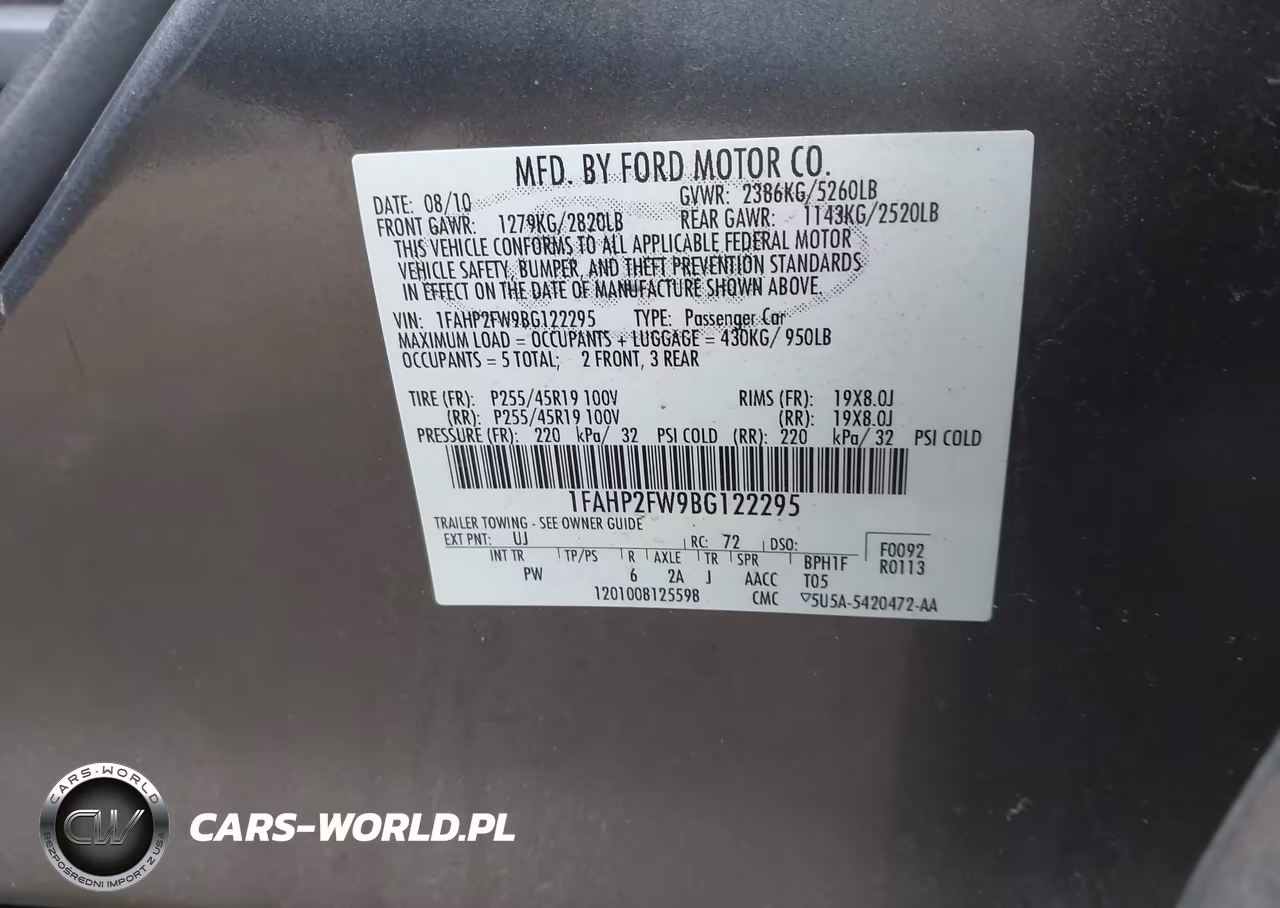 MFD. BY FORD MOTOR CO.
DATE: 08/10 GVWR: 2386KG/5260LB
FRONT GAWR: 1279KG/2820LB REAR GAWR: 1143KG/2520LB
THIS VEHICLE CONFORMS TO ALL APPLICABLE FEDERAL MOTOR
VEHICLE SAFETY, BUMPER, AND THEFT PREVENTION STANDARDS
IN EFFECT ON THE DATE OF MANUFACTURE SHOWN ABOVE.
VIN: 1FAHP2FW9BG122295 TYPE: Passenger Car
MAXIMUM LOAD = OCCUPANTS + LUGGAGE = 430KG/ 950LB
OCCUPANTS = 5 TOTAL; 2 FRONT, 3 REAR
TIRE (FR): P255/45R19 100V RIMS (FR): 19X8.0J
(RR): P255/45R19 100V (RR): 19X8.0J
PRESSURE (FR): 220 kPa/ 32 PSI COLD (RR): 220 kPa/ 32 PSI COLD
1FAHP2FW9BG122295
TRAILER TOWING - SEE OWNER GUIDE
EXT PNT: UJ RC: 72 DSO: F0092
INT TR TP/PS R AXLE TR SPR BPH1F R0113
PW 6 2A J AACC T05
1201008125598 CMC ▽5U5A-5420472-AA
CARS-WORLD
CW
BEZPOŚREDNI IMPORT Z USA
CARS-WORLD.PL